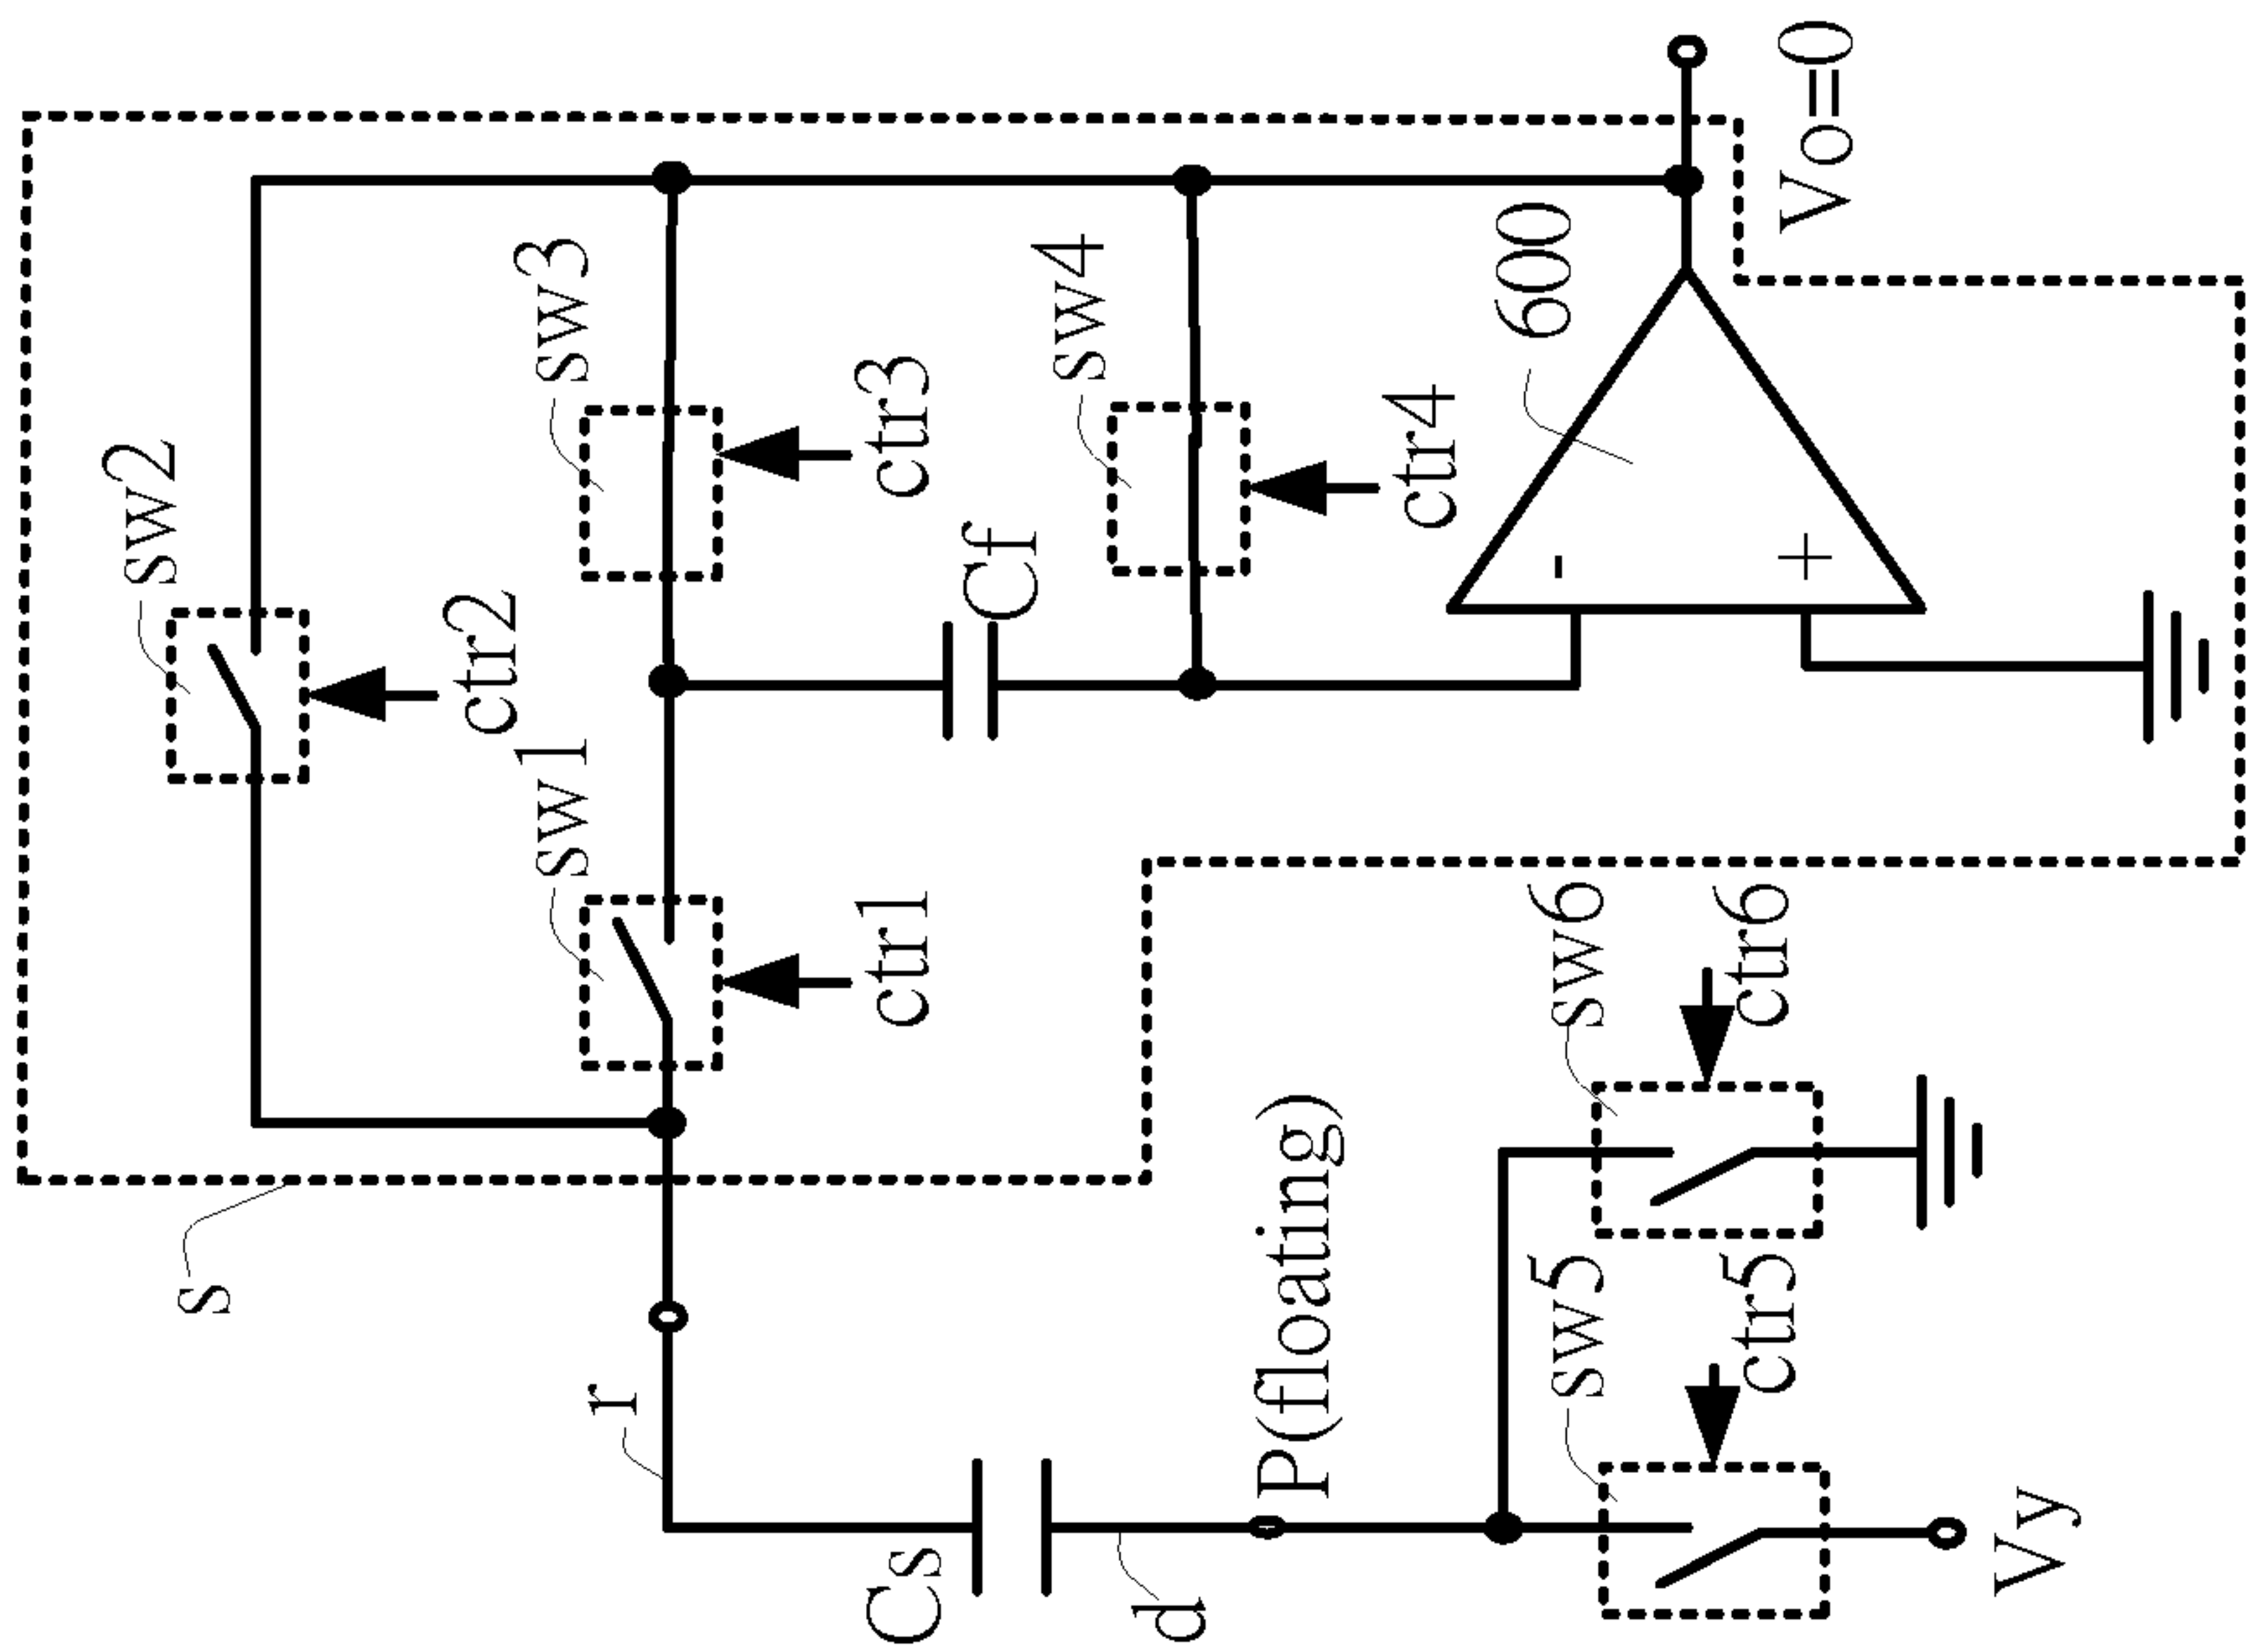 sw2
ctr2
sw3
ctr3
sw1
ctr1
s
Cf
sw4
ctr4
r
Cs
d
P(floating)
600
-
+
Vo=0
sw5
ctr5
sw6
ctr6
Vy